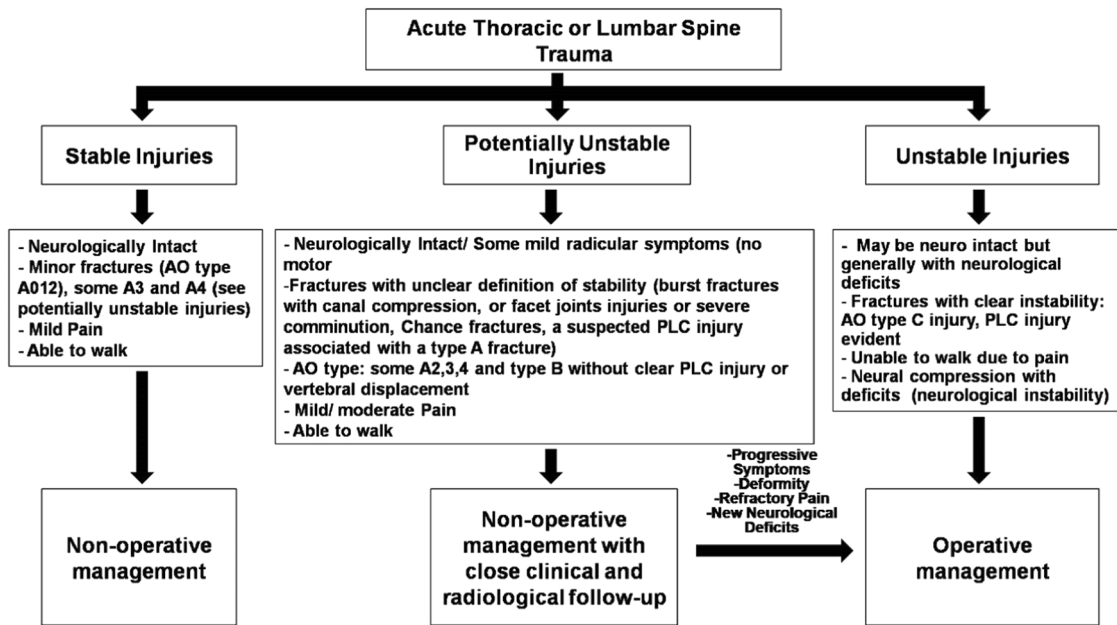 Acute Thoracic or Lumbar Spine
Trauma
Stable Injuries
Potentially Unstable
Injuries
Unstable Injuries
- Neurologically Intact
- Minor fractures (AO type
A012), some A3 and A4 (see
potentially unstable injuries)
- Mild Pain
- Able to walk
- Neurologically Intact/ Some mild radicular symptoms (no
motor
-Fractures with unclear definition of stability (burst fractures
with canal compression, or facet joints injuries or severe
comminution, Chance fractures, a suspected PLC injury
associated with a type A fracture)
- AO type: some A2,3,4 and type B without clear PLC injury or
vertebral displacement
- Mild/ moderate Pain
- Able to walk
- May be neuro intact but
generally with neurological
deficits
- Fractures with clear instability:
AO type C injury, PLC injury
evident
- Unable to walk due to pain
- Neural compression with
deficits (neurological instability)
-Progressive
Symptoms
-Deformity
-Refractory Pain
-New Neurological
Deficits
Non-operative
management
Non-operative
management with
close clinical and
radiological follow-up
Operative
management